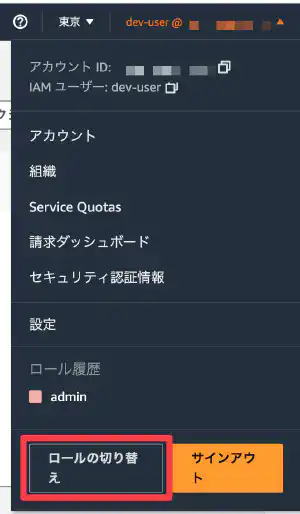 東京 ▼ dev-user @ ▲
アカウント ID:
IAM ユーザー: dev-user
アカウント
組織
Service Quotas
請求ダッシュボード
セキュリティ認証情報
設定
ロール履歴
admin
ロールの切り替
え
サインアウ
ト